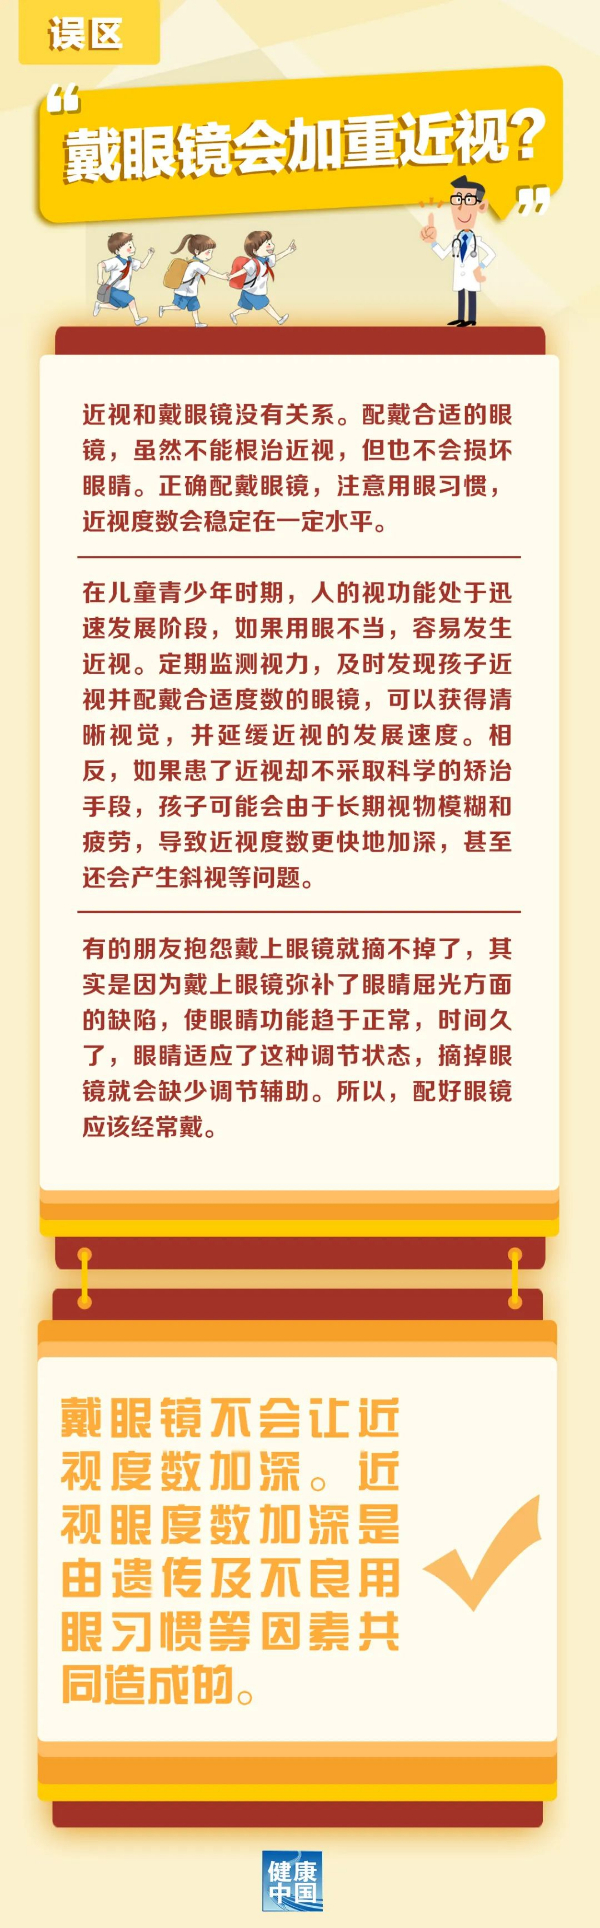 误区
“戴眼镜会加重近视？”
近视和戴眼镜没有关系。配戴合适的眼
镜，虽然不能根治近视，但也不会损坏
眼睛。正确配戴眼镜，注意用眼习惯，
近视度数会稳定在一定水平。
在儿童青少年时期，人的视功能处于迅
速发展阶段，如果用眼不当，容易发生
近视。定期监测视力，及时发现孩子近
视并配戴合适度数的眼镜，可以获得清
晰视觉，并延缓近视的发展速度。相
反，如果患了近视却不采取科学的矫治
手段，孩子可能会由于长期视物模糊和
疲劳，导致近视度数更快地加深，甚至
还会产生斜视等问题。
有的朋友抱怨戴上眼镜就摘不掉了，其
实是因为戴上眼镜弥补了眼睛屈光方面
的缺陷，使眼睛功能趋于正常，时间久
了，眼睛适应了这种调节状态，摘掉眼
镜就会缺少调节辅助。所以，配好眼镜
应该经常戴。
戴眼镜不会让近
视度数加深。近
视眼度数加深是
由遗传及不良用
眼习惯等因素共
同造成的。
健康
中国